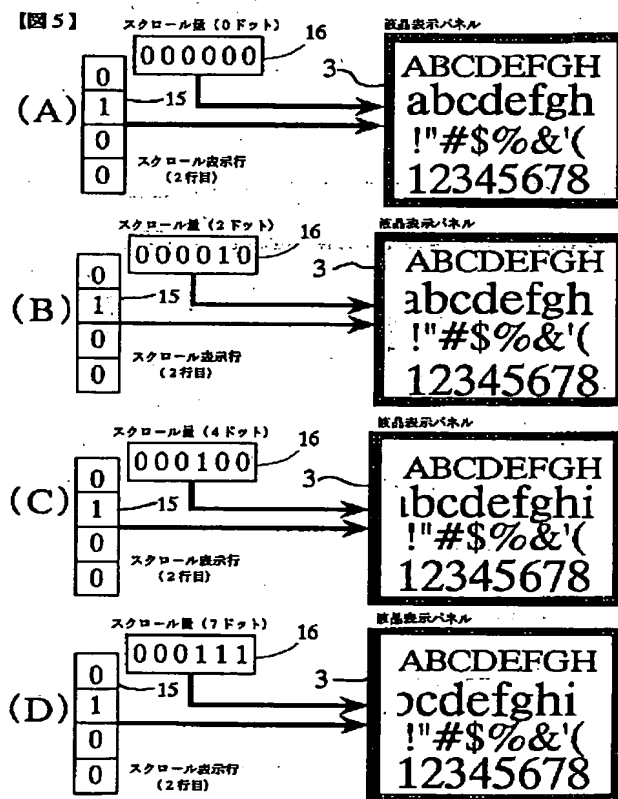 【図5】
スクロール量(0ドット)
000000
16
液晶表示パネル
3
(A)
0
1
0
0
15
スクロール表示行
(2行目)
ABCDEFGH
abcdefgh
!"#$%&'(
12345678
スクロール量(2ドット)
000010
16
液晶表示パネル
3
(B)
0
1
0
0
15
スクロール表示行
(2行目)
ABCDEFGH
abcdefgh
!"#$%&'(
12345678
スクロール量(4ドット)
000100
16
液晶表示パネル
3
(C)
0
1
0
0
15
スクロール表示行
(2行目)
ABCDEFGH
bcdefghi
!"#$%&'(
12345678
スクロール量(7ドット)
000111
16
液晶表示パネル
3
(D)
0
1
0
0
15
スクロール表示行
(2行目)
ABCDEFGH
bcdefghi
!"#$%&'(
12345678